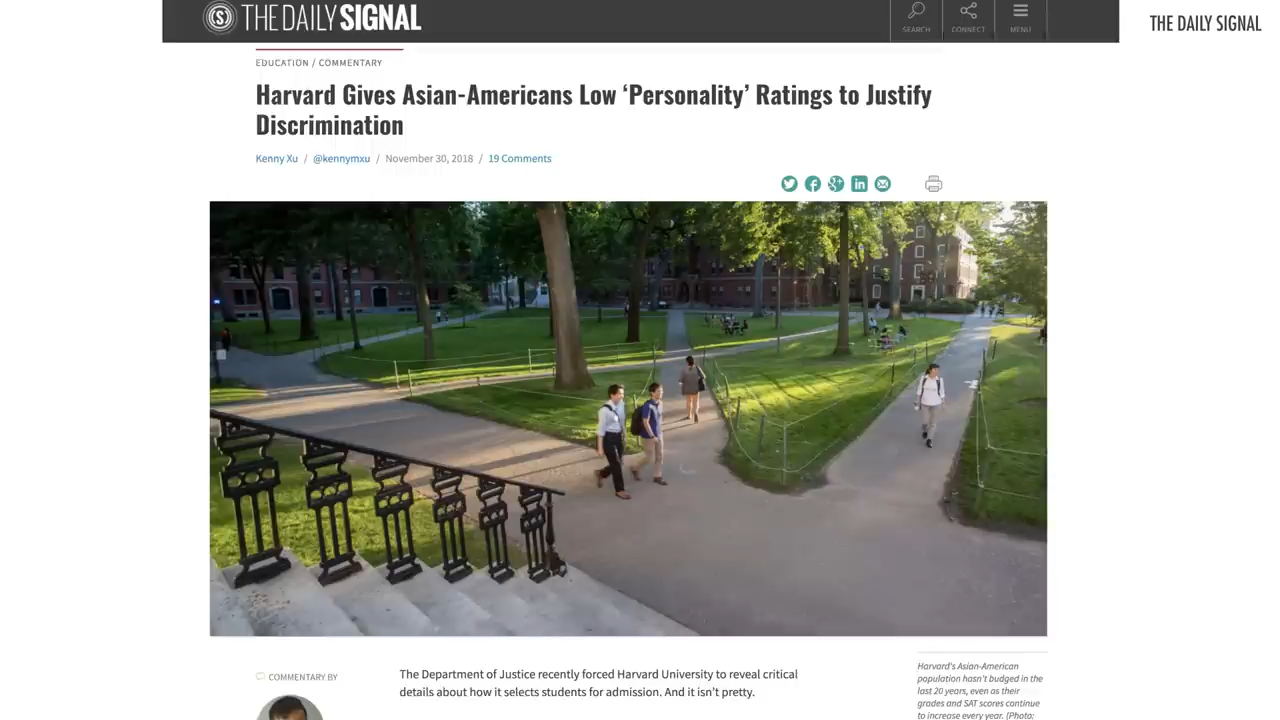 THE DAILY SIGNAL
SEARCH
CONNECT
MENU
THE DAILY SIGNAL
EDUCATION / COMMENTARY
Harvard Gives Asian-Americans Low ‘Personality’ Ratings to Justify
Discrimination
Kenny Xu / @kennymxu / November 30, 2018 / 19 Comments
COMMENTARY BY
The Department of Justice recently forced Harvard University to reveal critical
details about how it selects students for admission. And it isn't pretty.
Harvard's Asian-American
population hasn't budged in the
last 20 years, even as their
grades and SAT scores continue
to increase every year. (Photo: